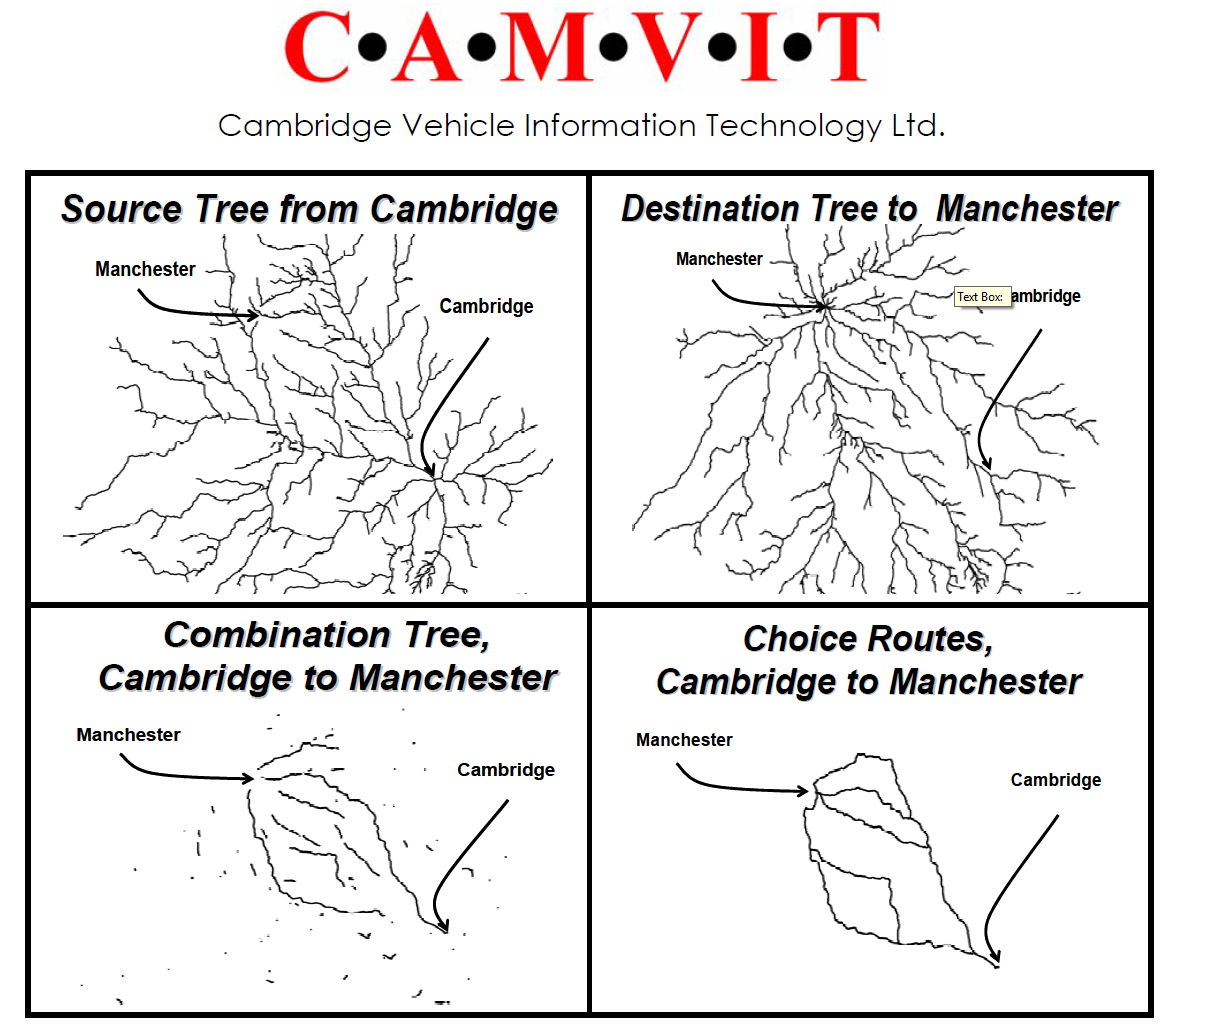 C•A•M•V•I•T
Cambridge Vehicle Information Technology Ltd.
Source Tree from Cambridge
Manchester
Cambridge
Destination Tree to Manchester
Manchester
Text Box:
ambridge
Combination Tree,
Cambridge to Manchester
Manchester
Cambridge
Choice Routes,
Cambridge to Manchester
Manchester
Cambridge